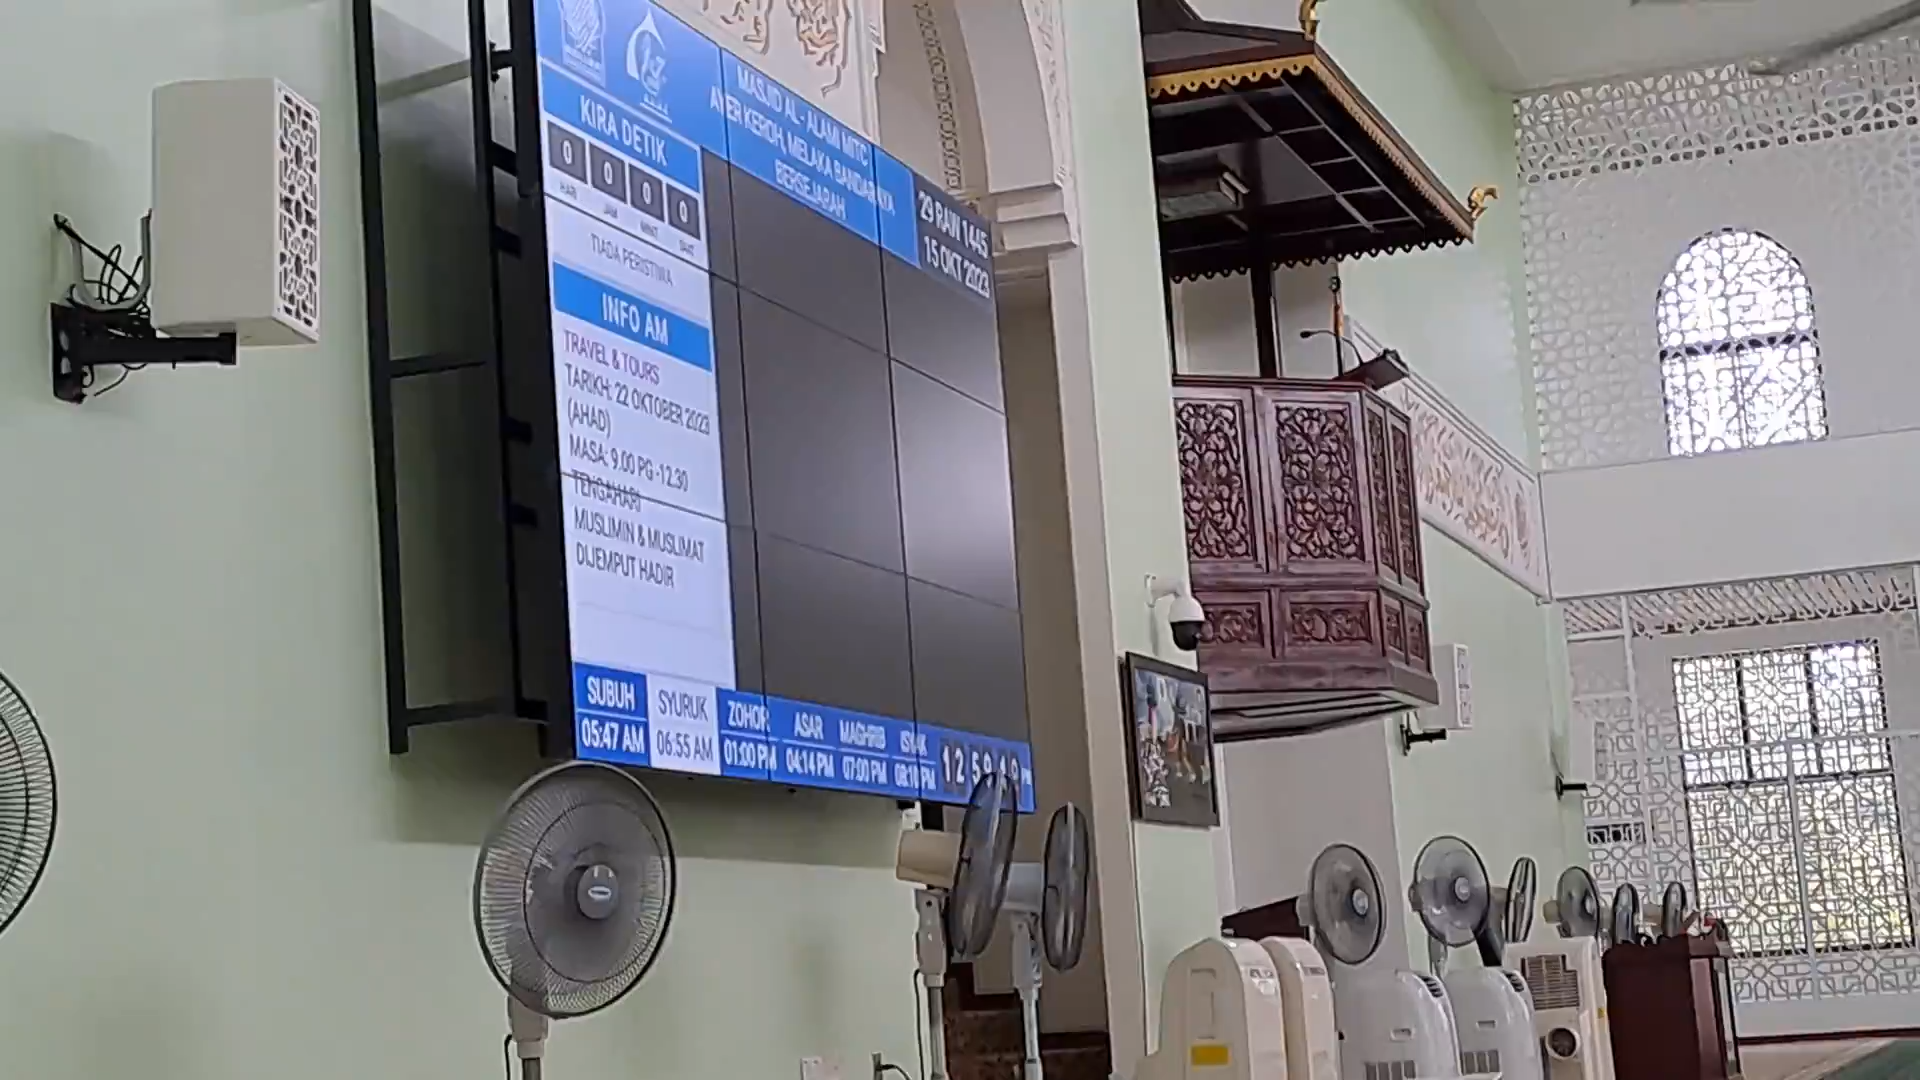 MASJID AL - ALAMI MITC
AYER KEROH, MELAKA BANDARAYA
BERSEJARAH
29 RAW 1445
15 OKT 2023
KIRA DETIK
0 0 0 0
HARI JAM MINIT SAAT
TIADA PERISTIWA
INFO AM
TRAVEL & TOURS
TARIKH: 22 OKTOBER 2023
(AHAD)
MASA: 9.00 PG -12.30
TENGAHARI
MUSLIMIN & MUSLIMAT
DIJEMPUT HADIR
SUBUH SYURUK ZOHOR ASAR MAGHRIB ISYAK
05:47 AM 06:55 AM 01:00 PM 04:14 PM 07:00 PM 08:10 PM
12 59 PM